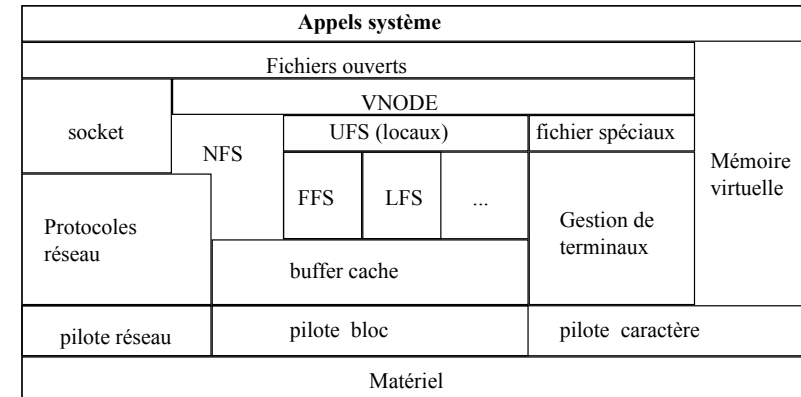 Appels système
Fichiers ouverts
VNODE
socket
UFS (locaux)
fichier spéciaux
NFS
Mémoire
virtuelle
FFS
LFS
...
Protocoles
réseau
Gestion de
terminaux
buffer cache
pilote réseau
pilote bloc
pilote caractère
Matériel